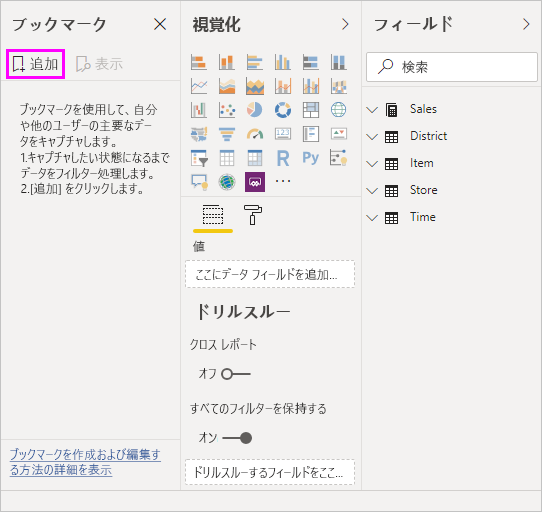 ブックマーク
追加
表示
ブックマークを使用して、自分
や他のユーザーの主要なデー
タをキャプチャします。
1.キャプチャしたい状態になるまで
データをフィルター処理します。
2.[追加] をクリックします。
ブックマークを作成および編集す
る方法の詳細を表示
視覚化
123
R
Py
値
ここにデータ フィールドを追加...
ドリルスルー
クロス レポート
オフ
すべてのフィルターを保持する
オン
ドリルスルーするフィールドをここ...
フィールド
検索
Sales
District
Item
Store
Time